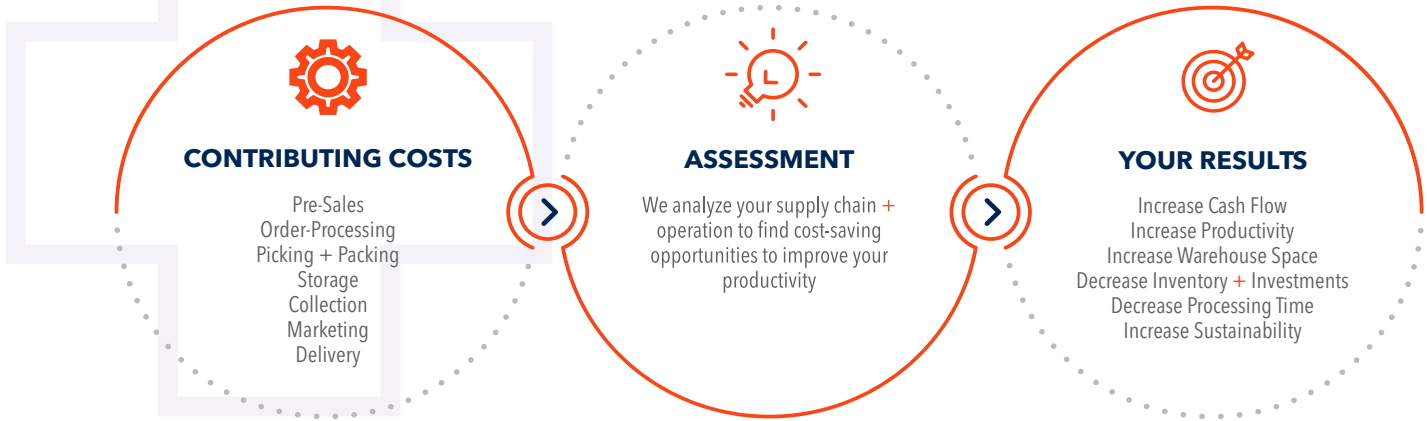 CONTRIBUTING COSTS
Pre-Sales
Order-Processing
Picking + Packing
Storage
Collection
Marketing
Delivery
ASSESSMENT
We analyze your supply chain +
operation to find cost-saving
opportunities to improve your
productivity
YOUR RESULTS
Increase Cash Flow
Increase Productivity
Increase Warehouse Space
Decrease Inventory + Investments
Decrease Processing Time
Increase Sustainability